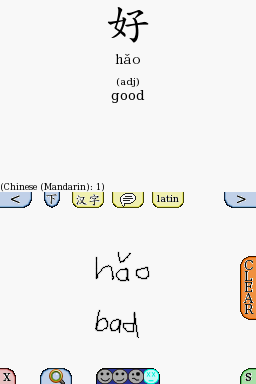 好
hǎo
(adj)
good
(Chinese (Mandarin): 1)
< 下 汉字 latin >
hǎo
CLEAR
bad
X S